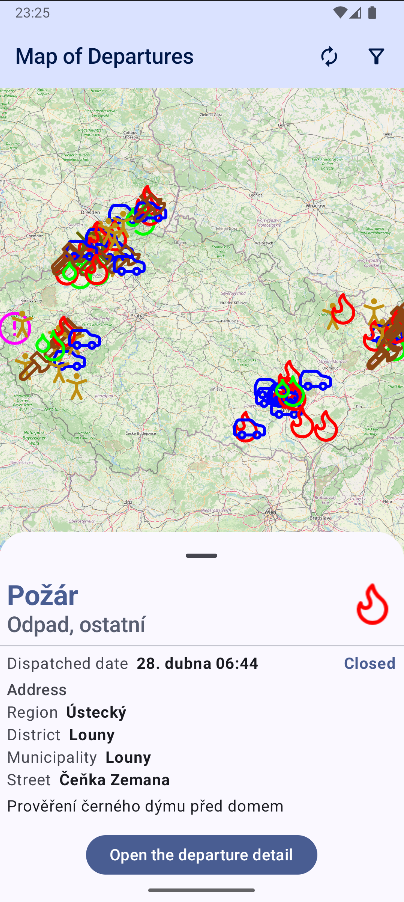 23:25
Map of Departures
Požár
Odpad, ostatní
Dispatched date 28. dubna 06:44 Closed
Address
Region Ústecký
District Louny
Municipality Louny
Street Čeňka Zemana
Prověření černého dýmu před domem
Open the departure detail